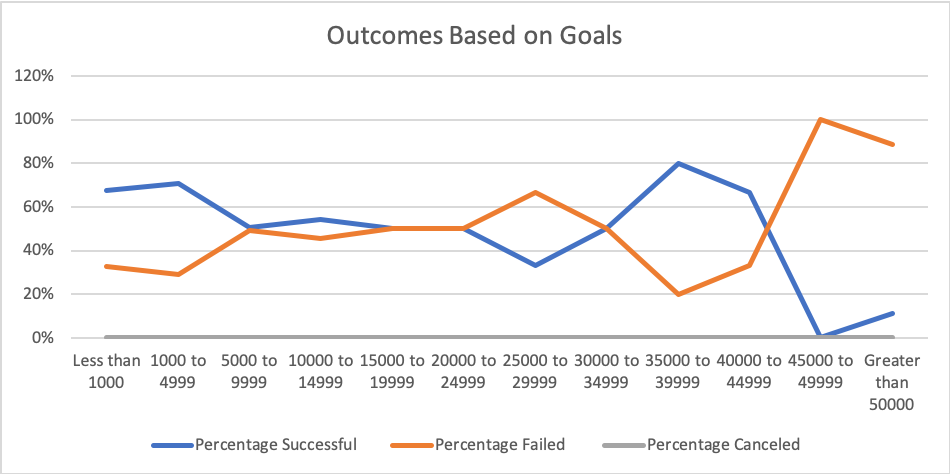 Outcomes Based on Goals
120%
100%
80%
60%
40%
20%
0%
Less than 1000 to 5000 to 10000 to 15000 to 20000 to 25000 to 30000 to 35000 to 40000 to 45000 to Greater
1000 4999 9999 14999 19999 24999 29999 34999 39999 44999 49999 than
50000
Percentage Successful Percentage Failed Percentage Canceled